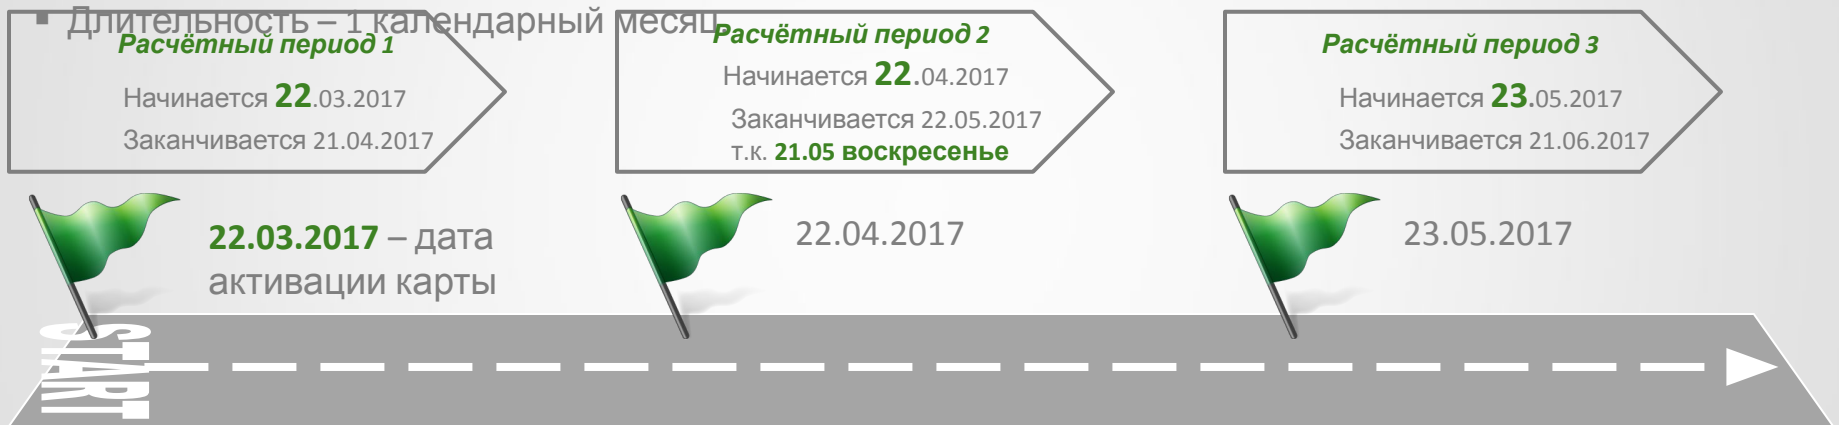 ▪ Длительность – 1 календарный месяц
Расчётный период 1
Начинается 22.03.2017
Заканчивается 21.04.2017
Расчётный период 2
Начинается 22.04.2017
Заканчивается 22.05.2017
т.к. 21.05 воскресенье
Расчётный период 3
Начинается 23.05.2017
Заканчивается 21.06.2017
22.03.2017 – дата
активации карты
22.04.2017
23.05.2017
START